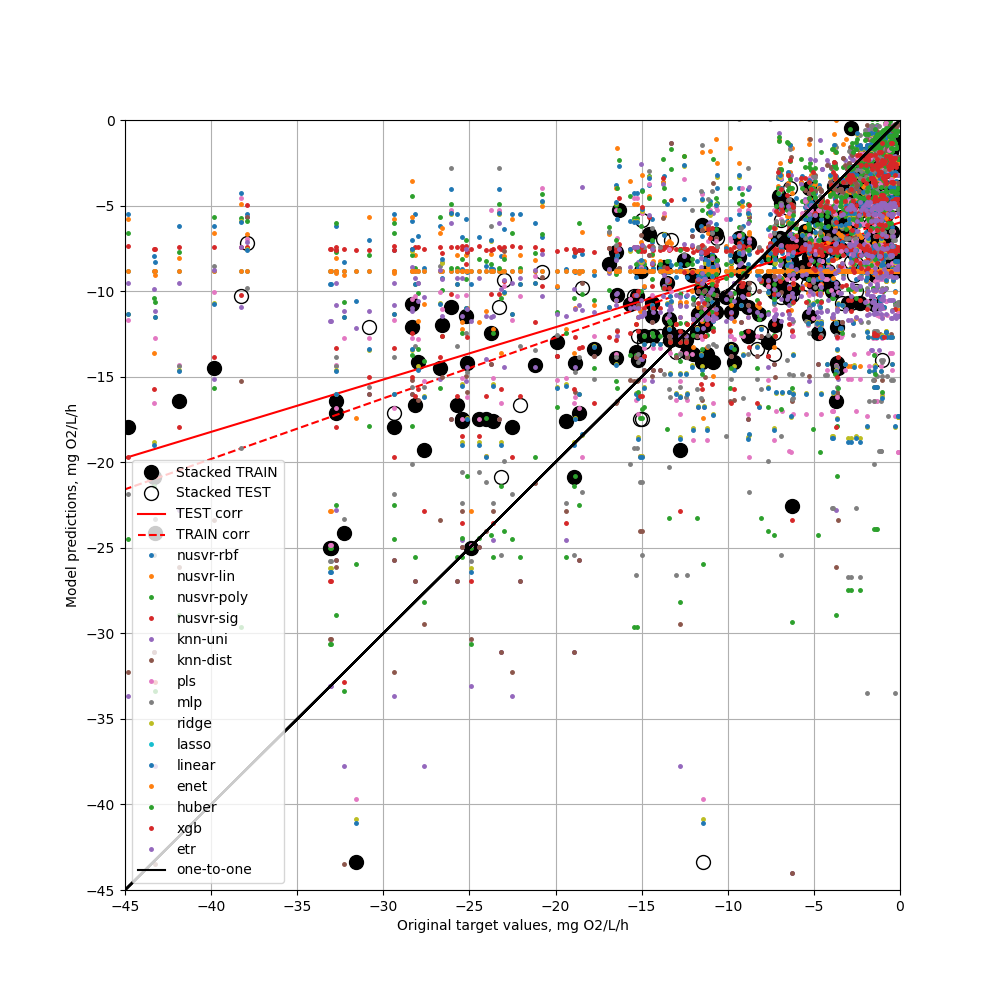 0
−5
−10
−15
−20
−25
−30
−35
−40
−45
Model predictions, mg O2/L/h
Stacked TRAIN
Stacked TEST
TEST corr
TRAIN corr
nusvr-rbf
nusvr-lin
nusvr-poly
nusvr-sig
knn-uni
knn-dist
pls
mlp
ridge
lasso
linear
enet
huber
xgb
etr
one-to-one
−45 −40 −35 −30 −25 −20 −15 −10 −5 0
Original target values, mg O2/L/h